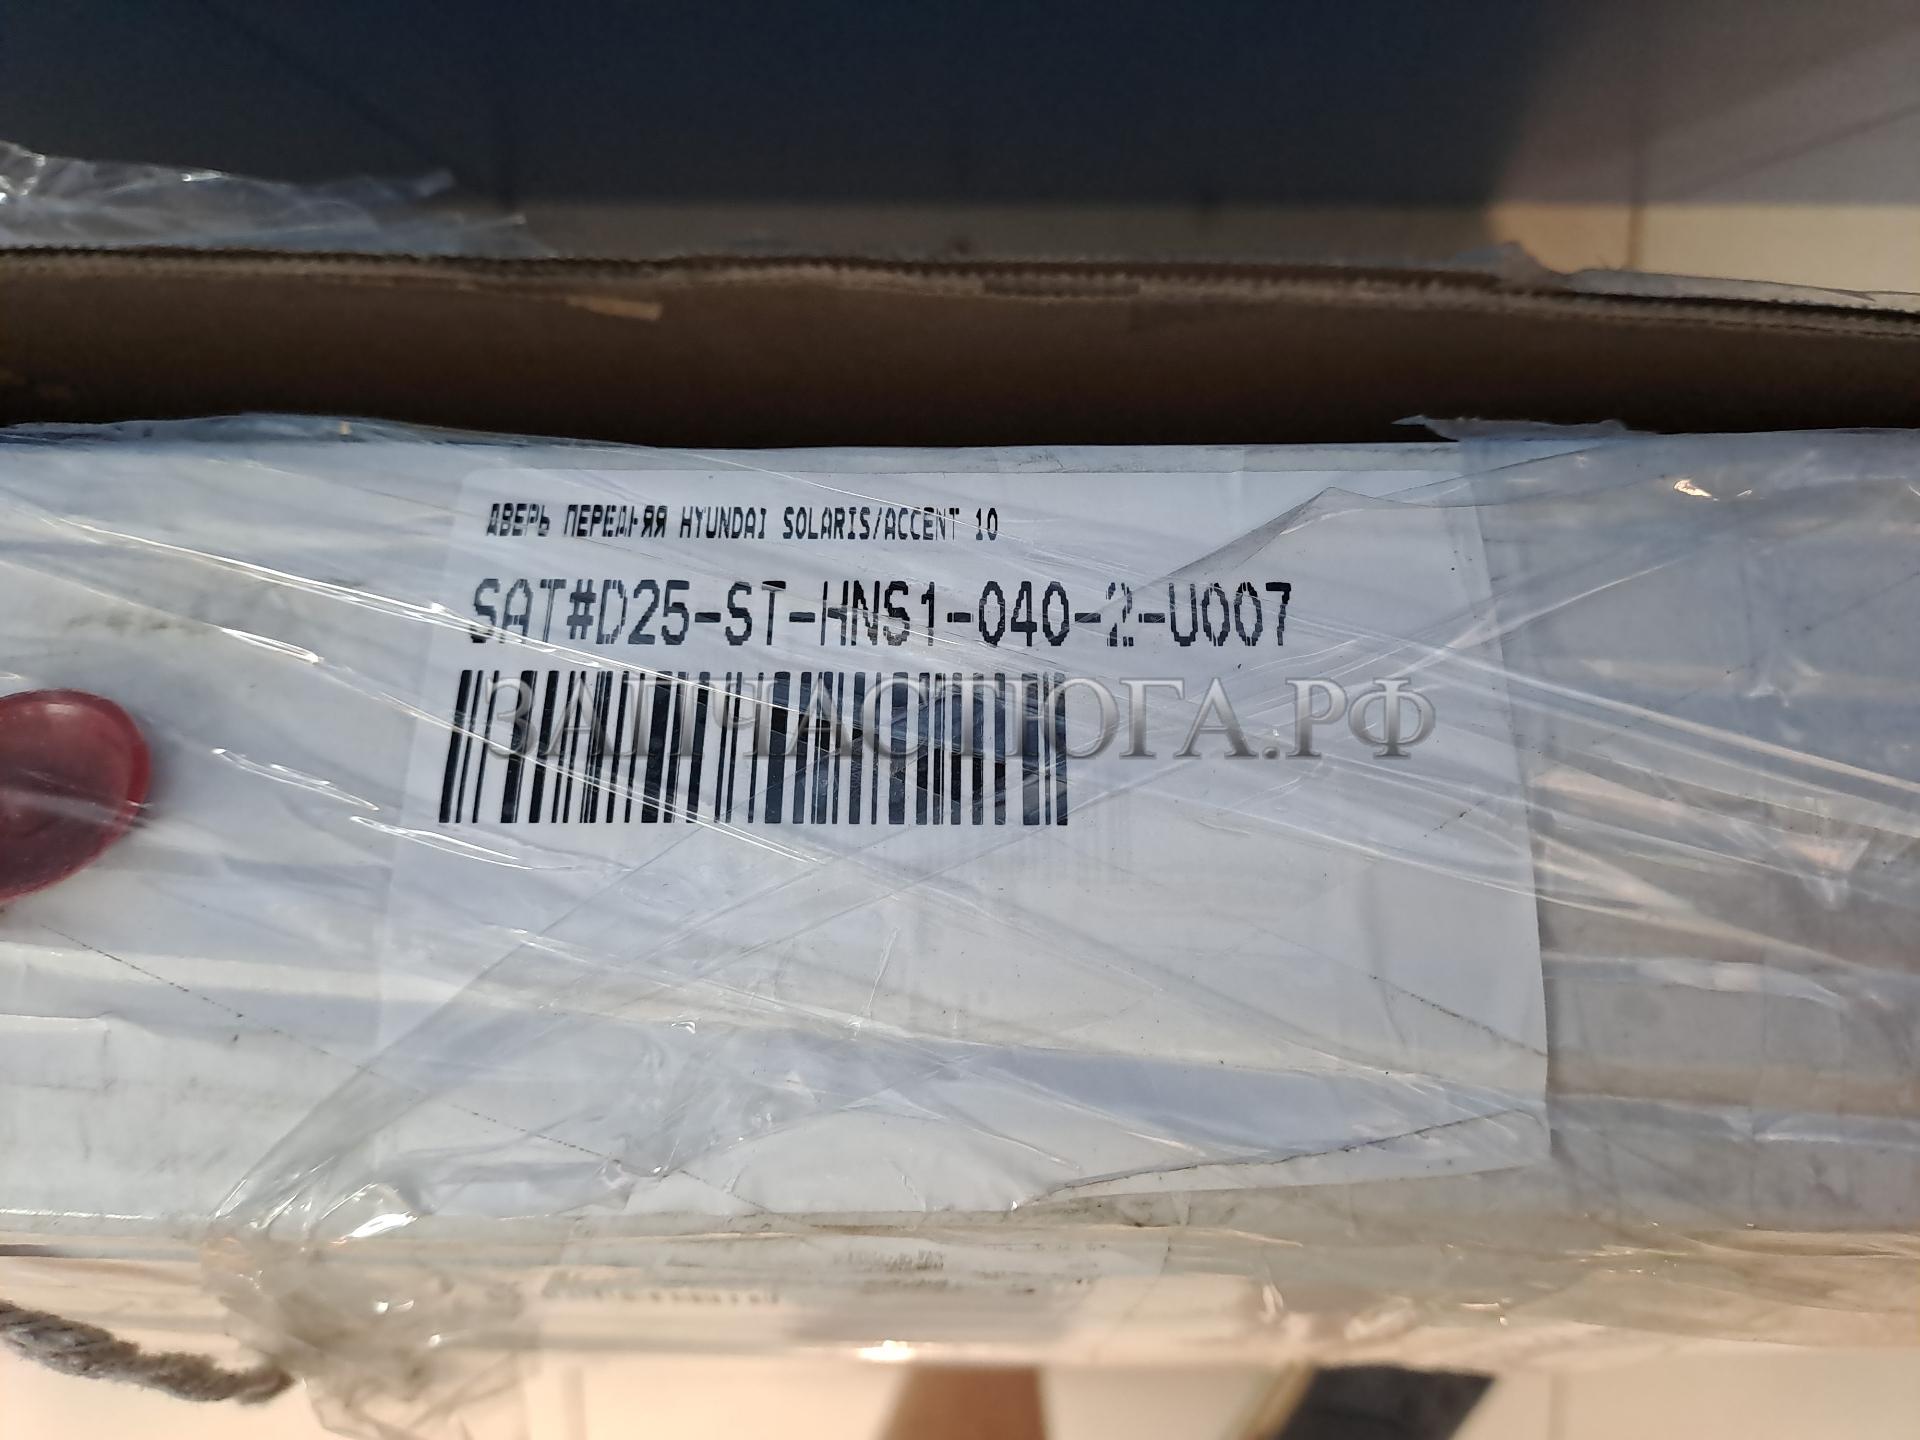 ДВЕРЬ ПЕРЕДНЯЯ HYUNDAI SOLARIS/ACCENT 10
SAT#D25-ST-HNS1-040-2-U007
ЗАПЧАСТЮГА.РФ